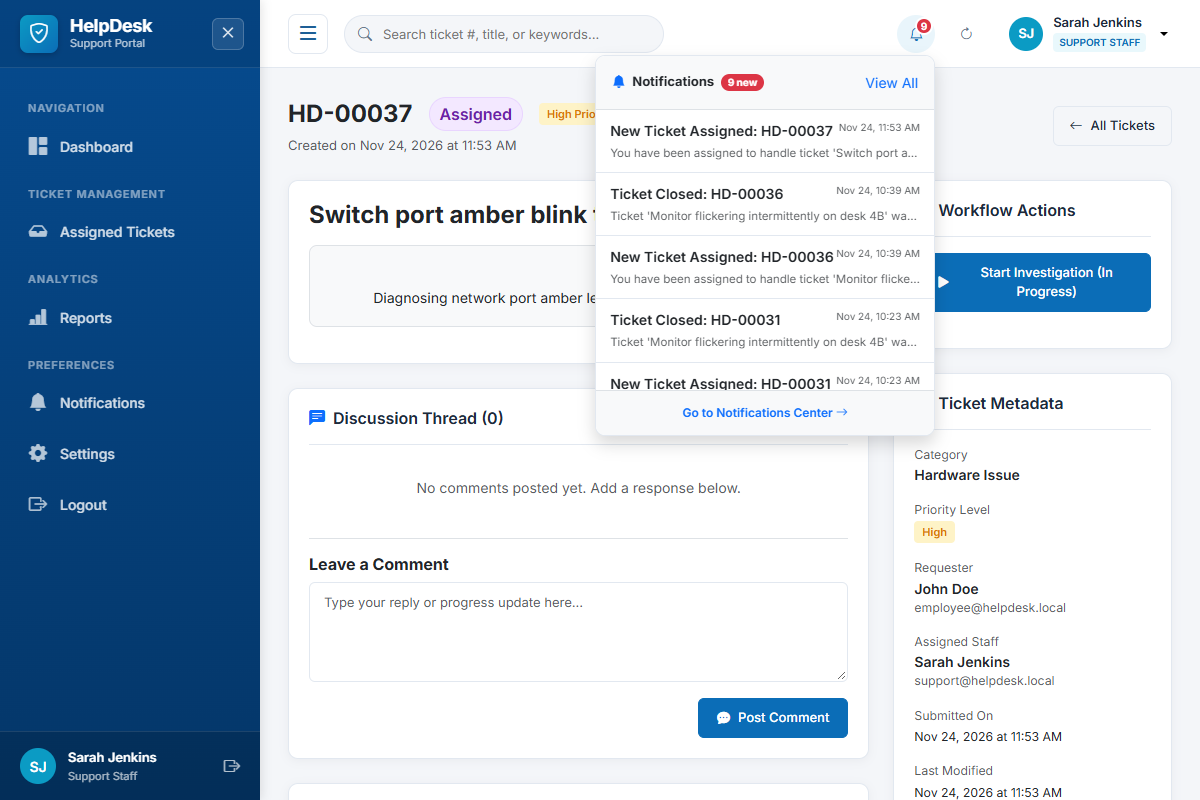 HelpDesk
Support Portal
NAVIGATION
Dashboard
TICKET MANAGEMENT
Assigned Tickets
ANALYTICS
Reports
PREFERENCES
Notifications
Settings
Logout
SJ
Sarah Jenkins
Support Staff
Search ticket #, title, or keywords...
9
SJ
Sarah Jenkins
SUPPORT STAFF
HD-00037
Assigned
High Prio
Created on Nov 24, 2026 at 11:53 AM
← All Tickets
Notifications
9 new
View All
New Ticket Assigned: HD-00037
Nov 24, 11:53 AM
You have been assigned to handle ticket 'Switch port a...
Ticket Closed: HD-00036
Nov 24, 10:39 AM
Ticket 'Monitor flickering intermittently on desk 4B' wa...
New Ticket Assigned: HD-00036
Nov 24, 10:39 AM
You have been assigned to handle ticket 'Monitor flicke...
Ticket Closed: HD-00031
Nov 24, 10:23 AM
Ticket 'Monitor flickering intermittently on desk 4B' wa...
New Ticket Assigned: HD-00031
Nov 24, 10:23 AM
Go to Notifications Center →
Switch port amber blink
Diagnosing network port amber le
Discussion Thread (0)
No comments posted yet. Add a response below.
Leave a Comment
Type your reply or progress update here...
Post Comment
Workflow Actions
Start Investigation (In
Progress)
Ticket Metadata
Category
Hardware Issue
Priority Level
High
Requester
John Doe
employee@helpdesk.local
Assigned Staff
Sarah Jenkins
support@helpdesk.local
Submitted On
Nov 24, 2026 at 11:53 AM
Last Modified
Nov 24, 2026 at 11:53 AM